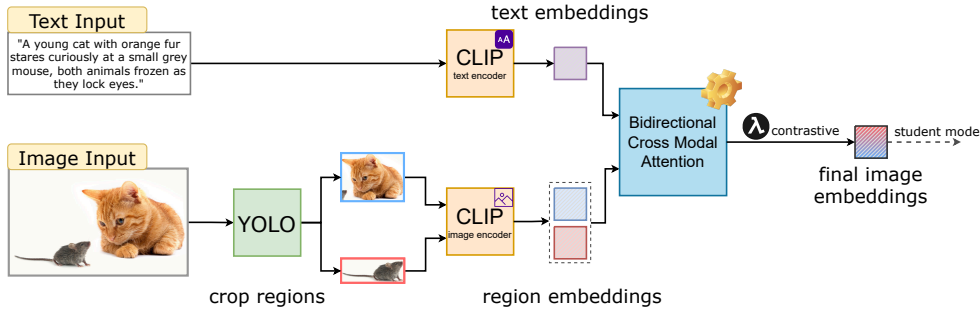 Text Input
"A young cat with orange fur
stares curiously at a small grey
mouse, both animals frozen as
they lock eyes."
text embeddings
AA
CLIP
text encoder
Bidirectional
Cross Modal
Attention
λ
contrastive
student mode
final image
embeddings
Image Input
YOLO
CLIP
image encoder
crop regions
region embeddings